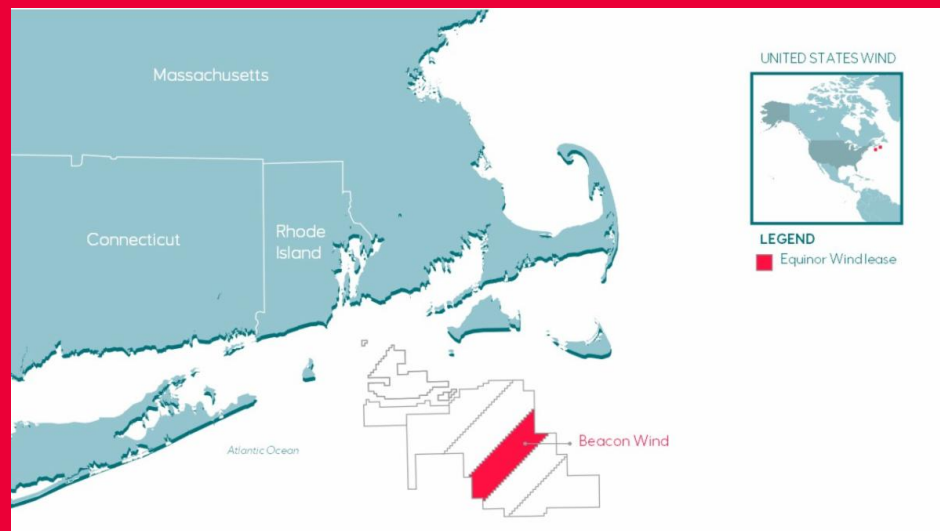 Massachusetts
UNITED STATES WIND
Connecticut
Rhode
Island
LEGEND
Equinor Wind lease
Beacon Wind
Atlantic Ocean